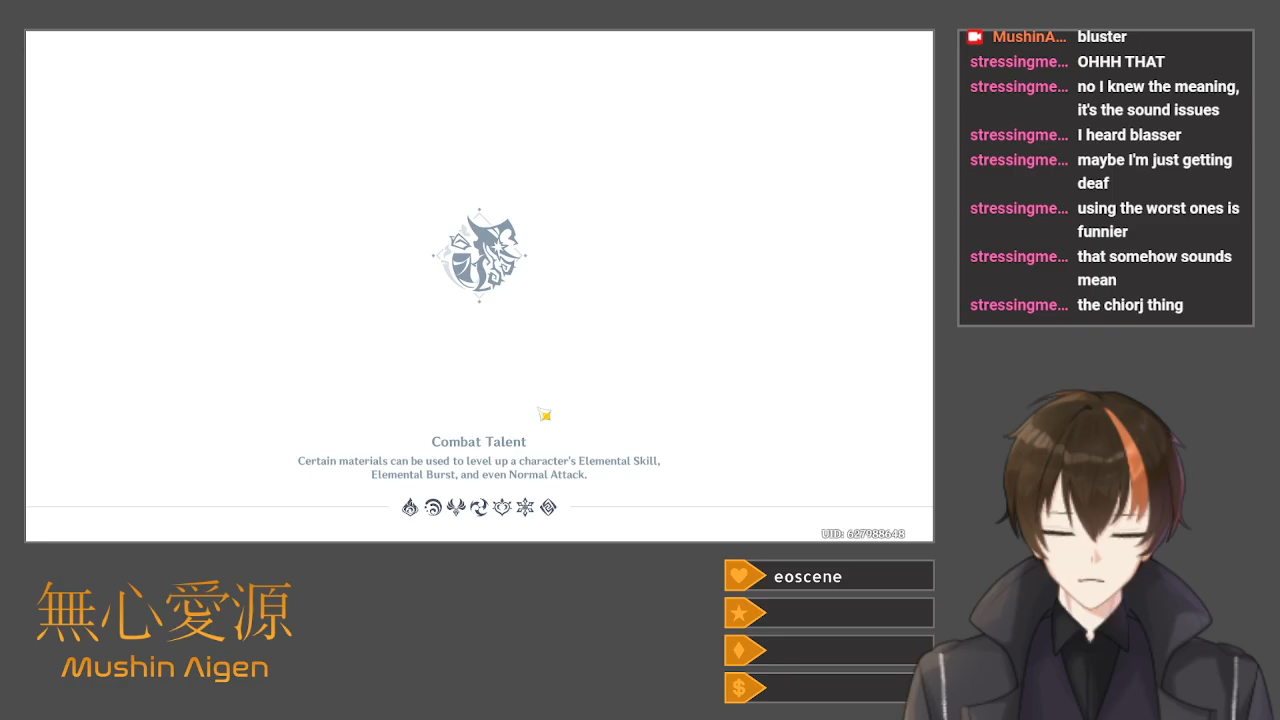 MushinA... bluster
stressingme... OHHH THAT
stressingme... no I knew the meaning,
it's the sound issues
stressingme... I heard blasser
stressingme... maybe I'm just getting
deaf
stressingme... using the worst ones is
funnier
stressingme... that somehow sounds
mean
stressingme... the chiorj thing
Combat Talent
Certain materials can be used to level up a character's Elemental Skill,
Elemental Burst, and even Normal Attack.
UID: 627988648
eoscene
無心愛源
Mushin Aigen